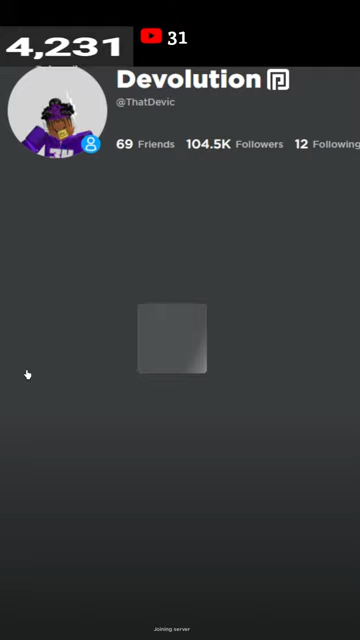 4,231
31
Devolution
@ThatDevic
69 Friends 104.5K Followers 12 Following
Joining server